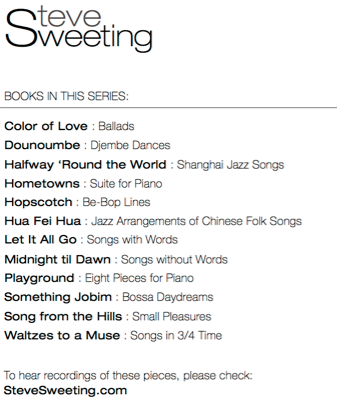 Steve
Sweeting
BOOKS IN THIS SERIES:
Color of Love : Ballads
Dounoumbe : Djembe Dances
Halfway ‘Round the World : Shanghai Jazz Songs
Hometowns : Suite for Piano
Hopscotch : Be-Bop Lines
Hua Fei Hua : Jazz Arrangements of Chinese Folk Songs
Let It All Go : Songs with Words
Midnight til Dawn : Songs without Words
Playground : Eight Pieces for Piano
Something Jobim : Bossa Daydreams
Song from the Hills : Small Pleasures
Waltzes to a Muse : Songs in 3/4 Time
To hear recordings of these pieces, please check:
SteveSweeting.com